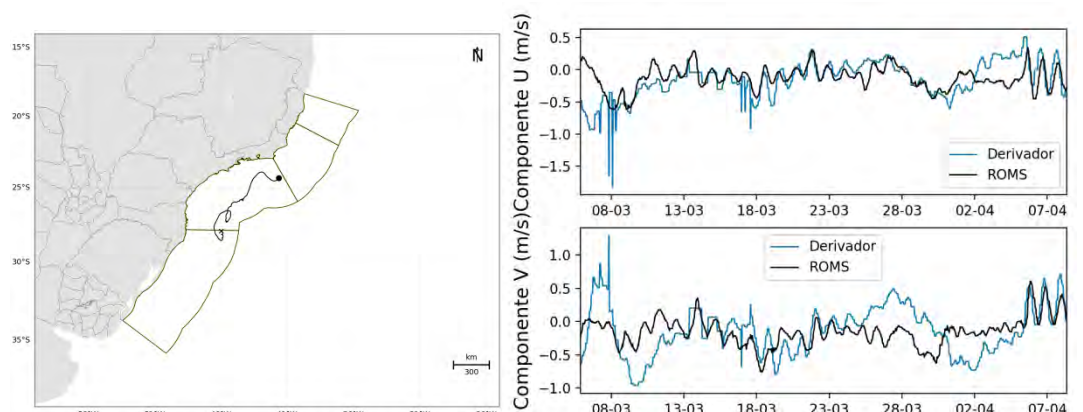 15°S
20°S
25°S
30°S
35°S
N
km
300
Componente U (m/s)
0.5
0.0
−0.5
−1.0
−1.5
Derivador
ROMS
08-03
13-03
18-03
23-03
28-03
02-04
07-04
Componente V (m/s)
1.0
0.5
0.0
−0.5
−1.0
Derivador
ROMS
08-03
13-03
18-03
23-03
28-03
02-04
07-04